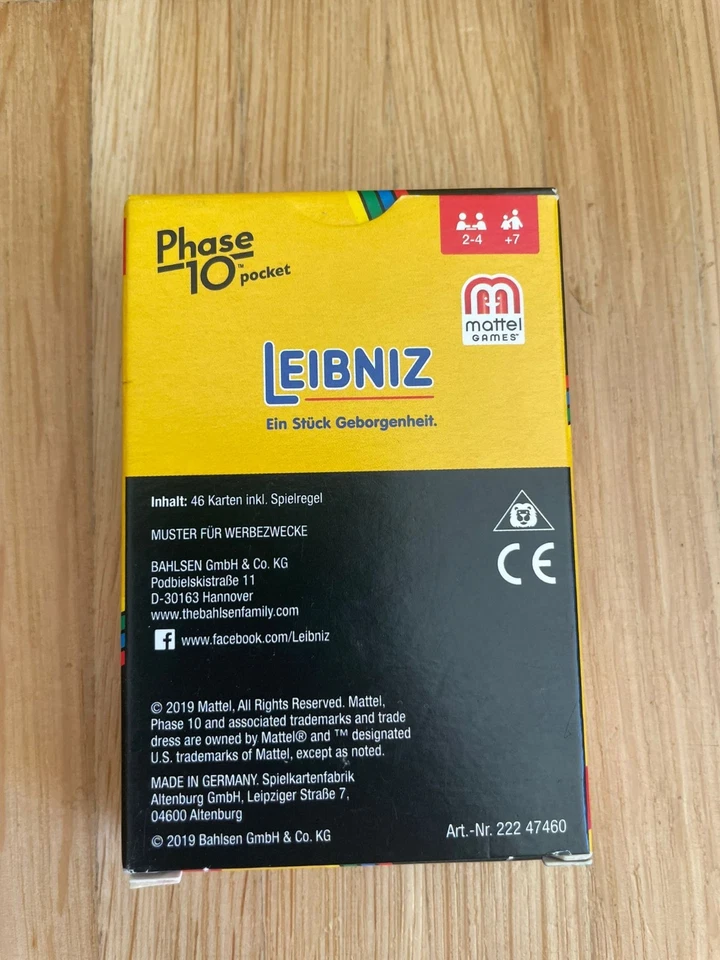 Phase
10™ pocket
2-4 +7
mattel
GAMES™
LEIBNIZ
Ein Stück Geborgenheit.
Inhalt: 46 Karten inkl. Spielregel
MUSTER FÜR WERBEZWECKE
BAHLSEN GmbH & Co. KG
Podbielskistraße 11
D-30163 Hannover
www.thebahlsenfamily.com
www.facebook.com/Leibniz
CE
© 2019 Mattel, All Rights Reserved. Mattel,
Phase 10 and associated trademarks and trade
dress are owned by Mattel® and ™ designated
U.S. trademarks of Mattel, except as noted.
MADE IN GERMANY. Spielkartenfabrik
Altenburg GmbH, Leipziger Straße 7,
04600 Altenburg
© 2019 Bahlsen GmbH & Co. KG
Art.-Nr. 222 47460